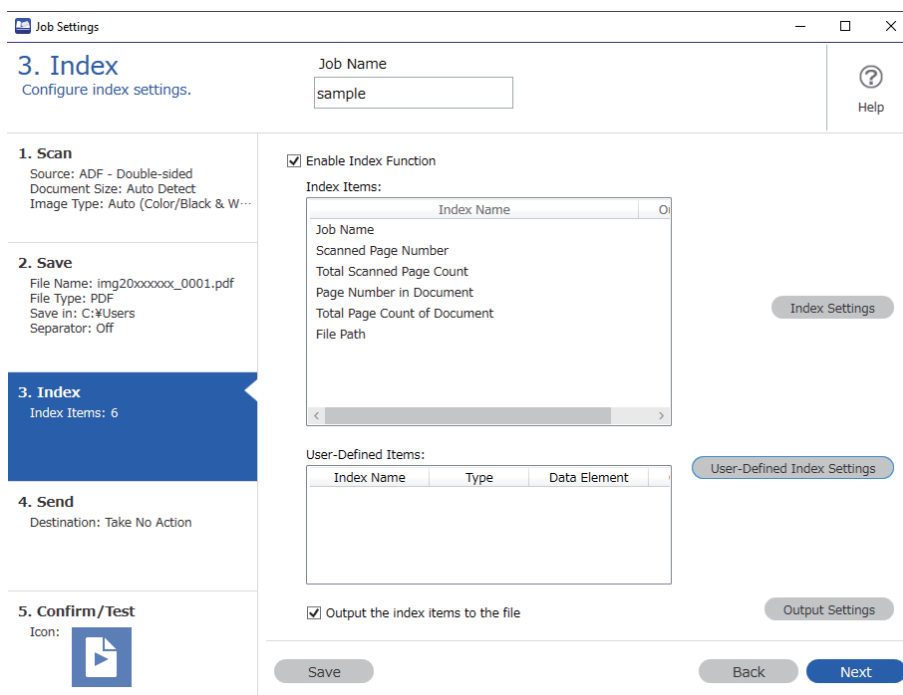 Job Settings
3. Index
Configure index settings.
Job Name
sample
Help
1. Scan
Source: ADF - Double-sided
Document Size: Auto Detect
Image Type: Auto (Color/Black & W···
2. Save
File Name: img20xxxxxx_0001.pdf
File Type: PDF
Save in: C:¥Users
Separator: Off
3. Index
Index Items: 6
4. Send
Destination: Take No Action
5. Confirm/Test
Icon:
Enable Index Function
Index Items:
Index Name
Job Name
Scanned Page Number
Total Scanned Page Count
Page Number in Document
Total Page Count of Document
File Path
Index Settings
User-Defined Items:
Index Name Type Data Element
User-Defined Index Settings
Output the index items to the file
Output Settings
Save
Back
Next